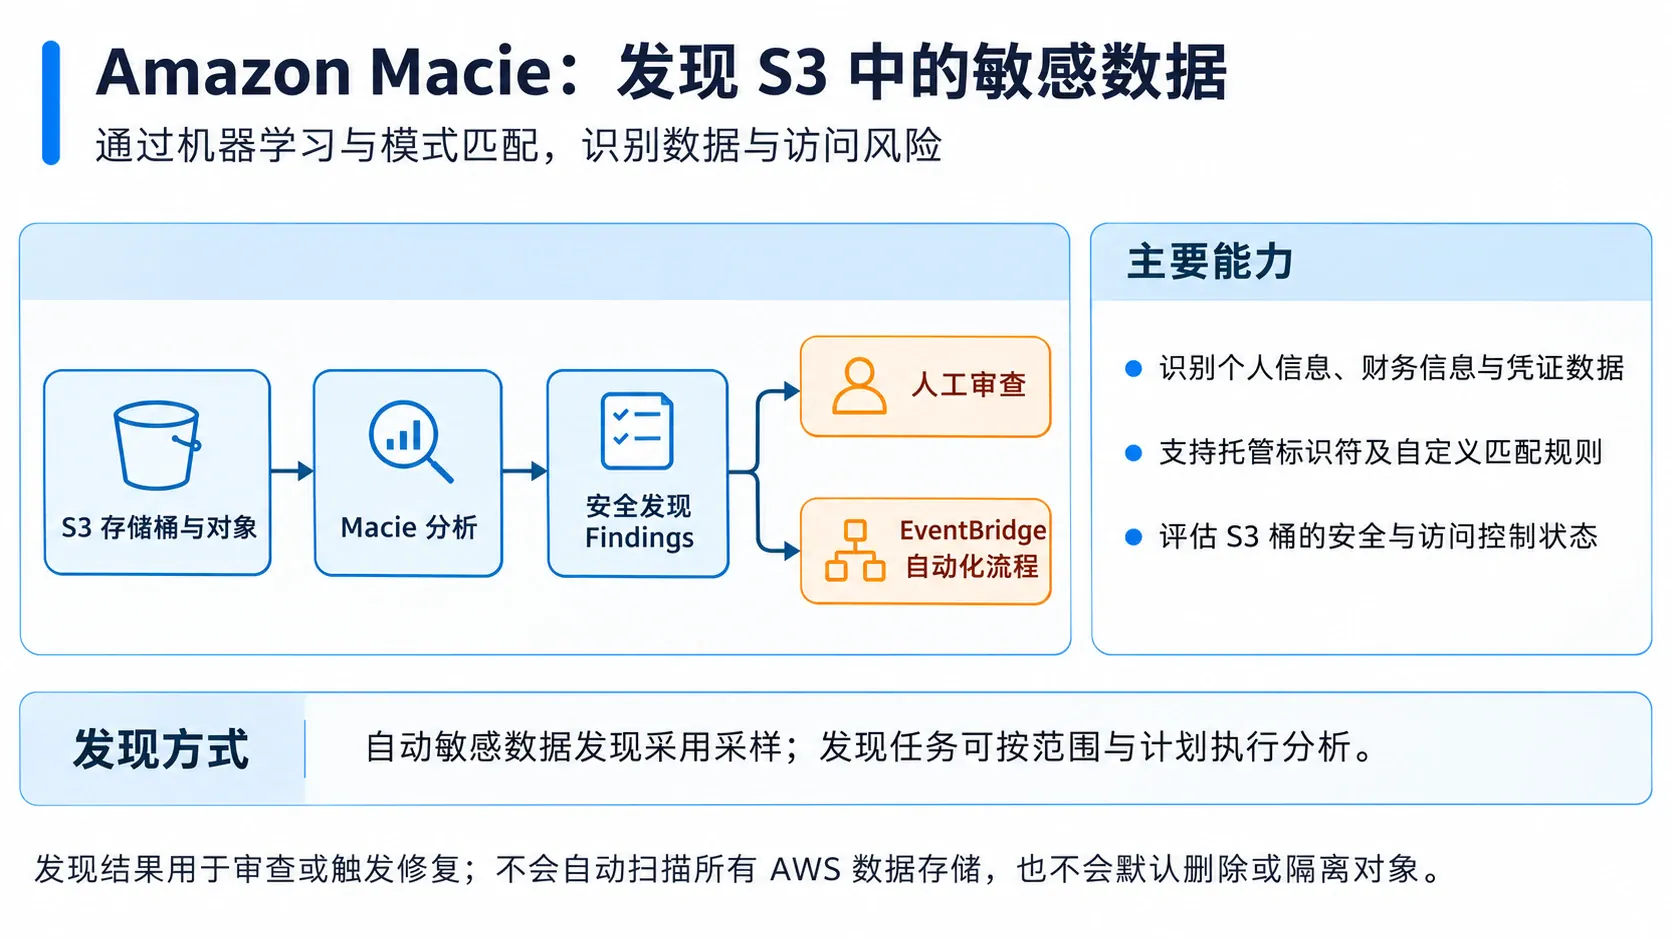 Amazon Macie：发现 S3 中的敏感数据
通过机器学习与模式匹配，识别数据与访问风险
S3 存储桶与对象
Macie 分析
安全发现
Findings
人工审查
EventBridge
自动化流程
主要能力
识别个人信息、财务信息与凭证数据
支持托管标识符及自定义匹配规则
评估 S3 桶的安全与访问控制状态
发现方式
自动敏感数据发现采用采样；发现任务可按范围与计划执行分析。
发现结果用于审查或触发修复；不会自动扫描所有 AWS 数据存储，也不会默认删除或隔离对象。